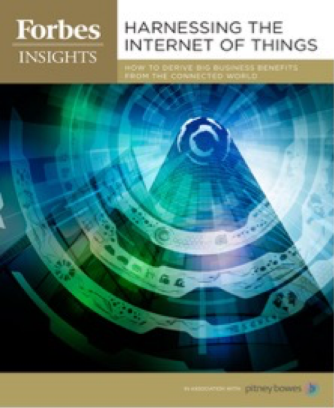 Forbes
INSIGHTS
HARNESSING THE
INTERNET OF THINGS
HOW TO DERIVE BIG BUSINESS BENEFITS
FROM THE CONNECTED WORLD
IN ASSOCIATION WITH: pitney bowes